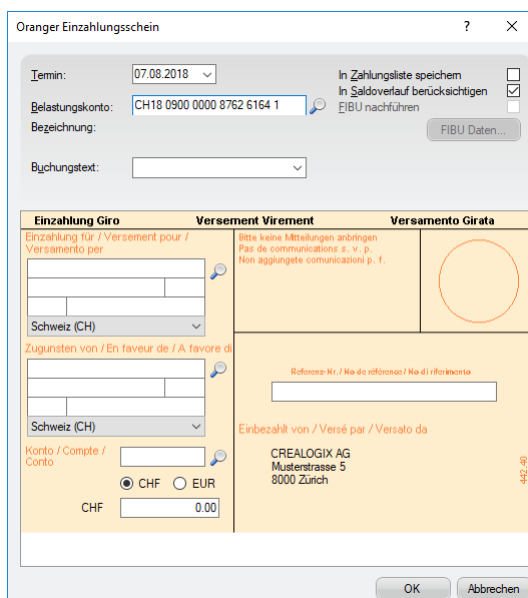 Oranger Einzahlungsschein
Termin:
07.08.2018
In Zahlungsliste speichern
In Saldoverlauf berücksichtigen
Belastungskonto:
CH18 0900 0000 8762 6164 1
FIBU nachführen
Bezeichnung:
FIBU Daten...
Buchungstext:
Einzahlung Giro
Versement Virement
Versamento Girata
Einzahlung für / Versement pour /
Versamento per
Bitte keine Mitteilungen anbringen
Pas de communications s. v. p.
Non aggiungete comunicazioni p. f.
Schweiz (CH)
Zugunsten von / En faveur de / A favore di
Referenz-Nr. / No de référence / No di riferimento
Schweiz (CH)
Einbezahlt von / Versé par / Versato da
Konto / Compte /
Conto
CREALOGIX AG
Musterstrasse 5
8000 Zürich
CHF
EUR
CHF
0.00
442.40
OK
Abbrechen